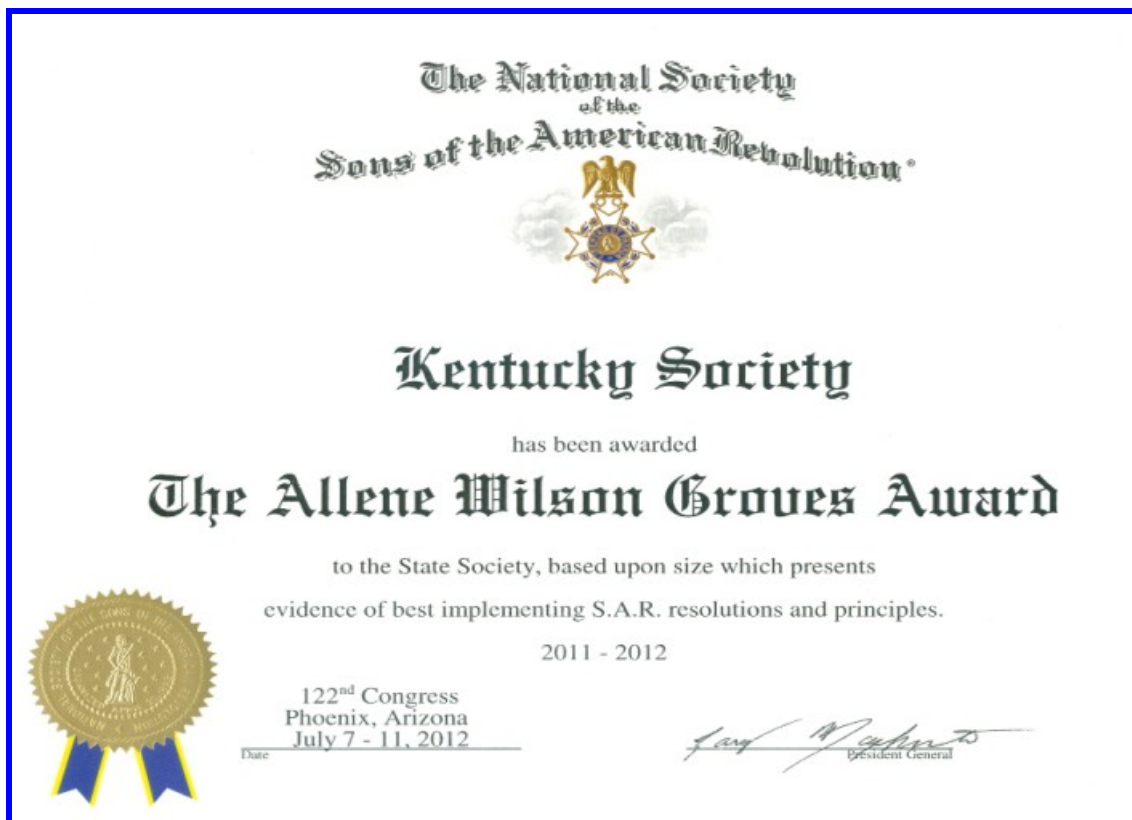 The National Society
of the
Sons of the American Revolution®
Kentucky Society
has been awarded
The Allene Wilson Groves Award
to the State Society, based upon size which presents
evidence of best implementing S.A.R. resolutions and principles.
2011 - 2012
122nd Congress
Phoenix, Arizona
July 7 - 11, 2012
Date
President General